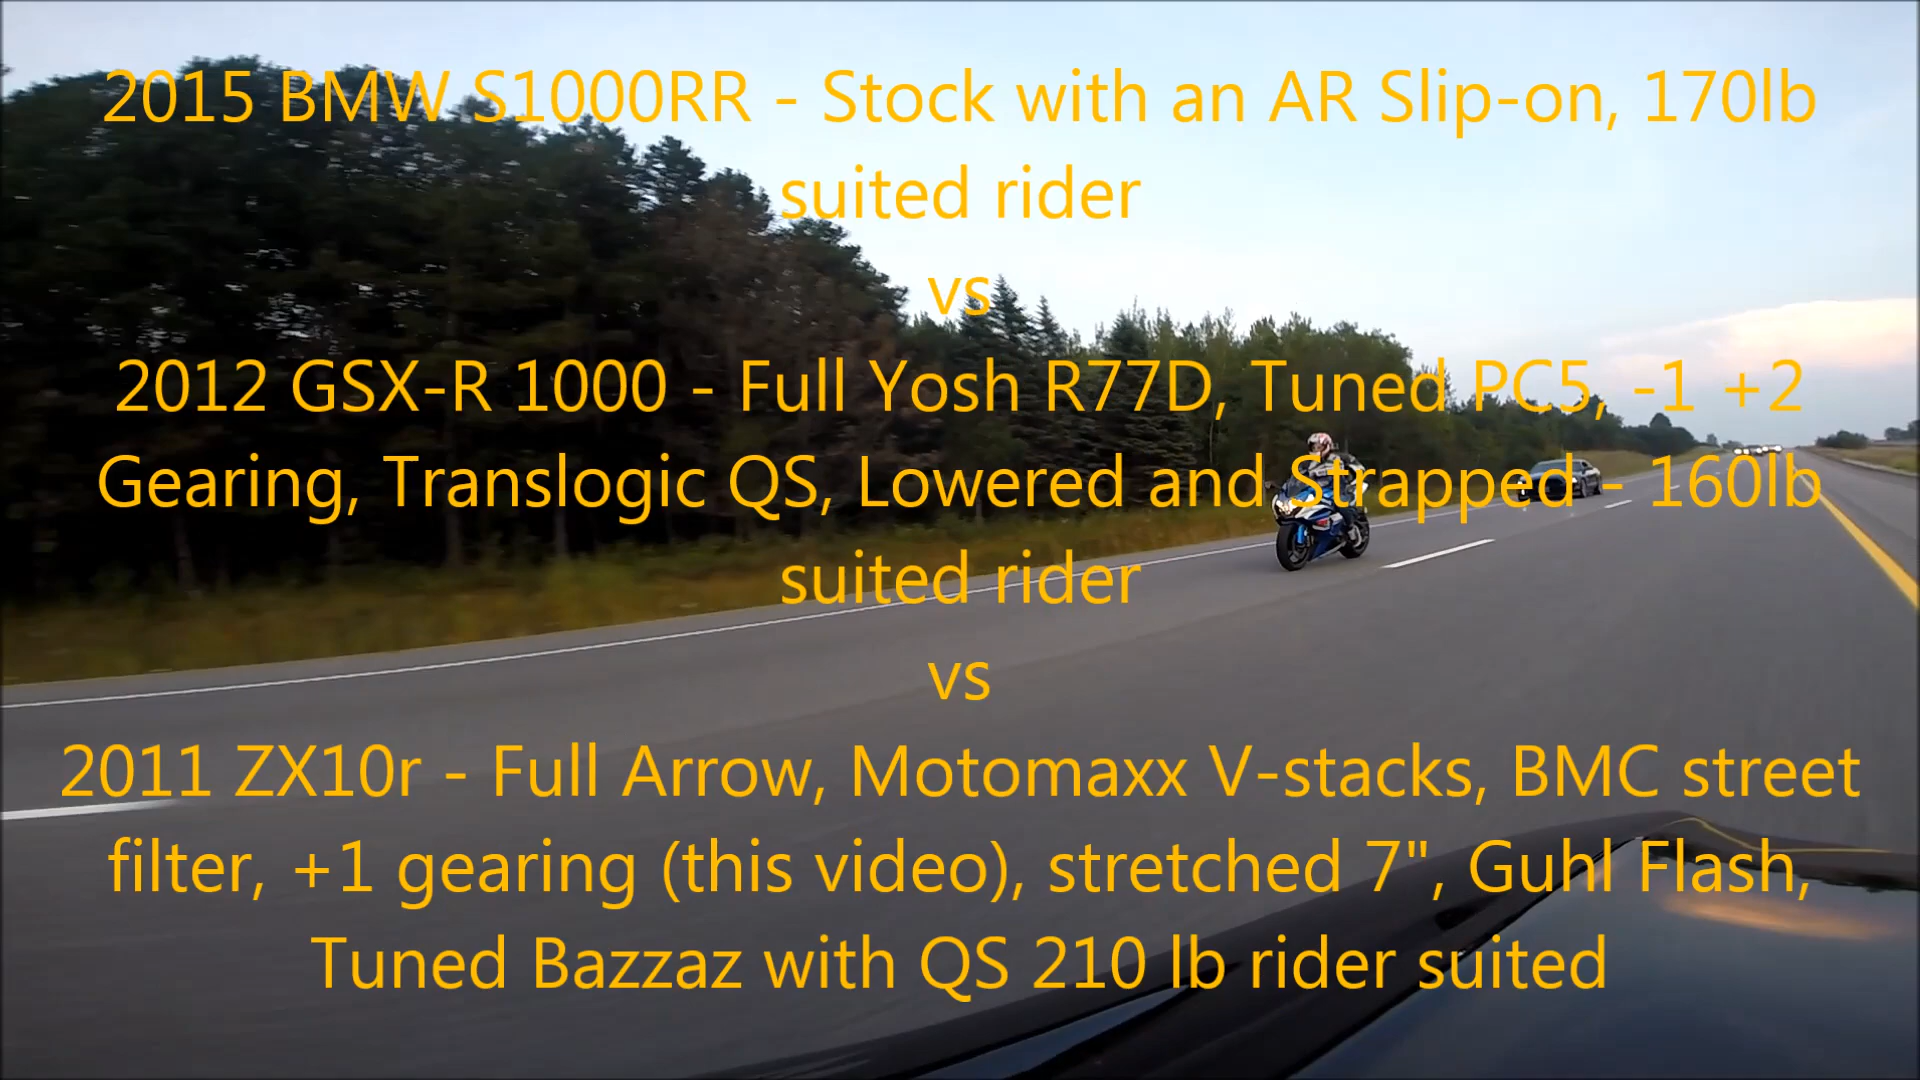 2015 BMW S1000RR - Stock with an AR Slip-on, 170lb
suited rider
vs
2012 GSX-R 1000 - Full Yosh R77D, Tuned PC5, -1 +2
Gearing, Translogic QS, Lowered and Strapped - 160lb
suited rider
vs
2011 ZX10r - Full Arrow, Motomaxx V-stacks, BMC street
filter, +1 gearing (this video), stretched 7", Guhl Flash,
Tuned Bazzaz with QS 210 lb rider suited